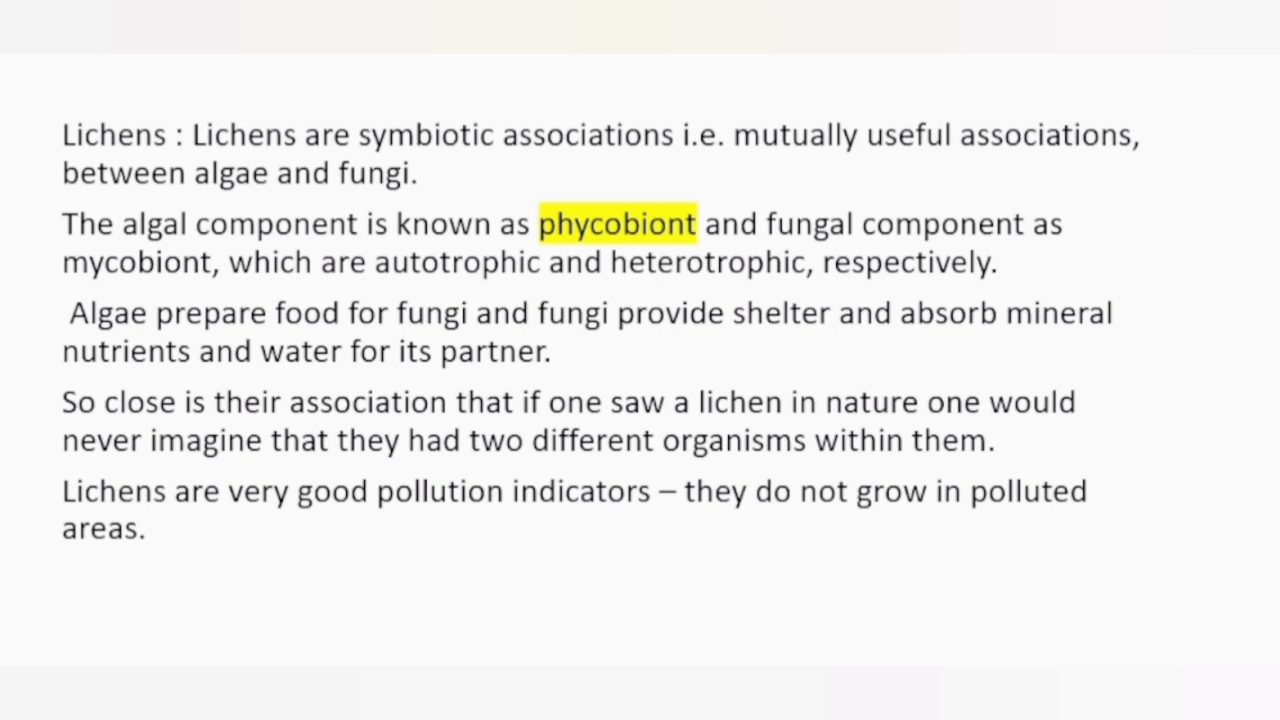 Lichens : Lichens are symbiotic associations i.e. mutually useful associations,
between algae and fungi.
The algal component is known as phycobiont and fungal component as
mycobiont, which are autotrophic and heterotrophic, respectively.
Algae prepare food for fungi and fungi provide shelter and absorb mineral
nutrients and water for its partner.
So close is their association that if one saw a lichen in nature one would
never imagine that they had two different organisms within them.
Lichens are very good pollution indicators – they do not grow in polluted
areas.